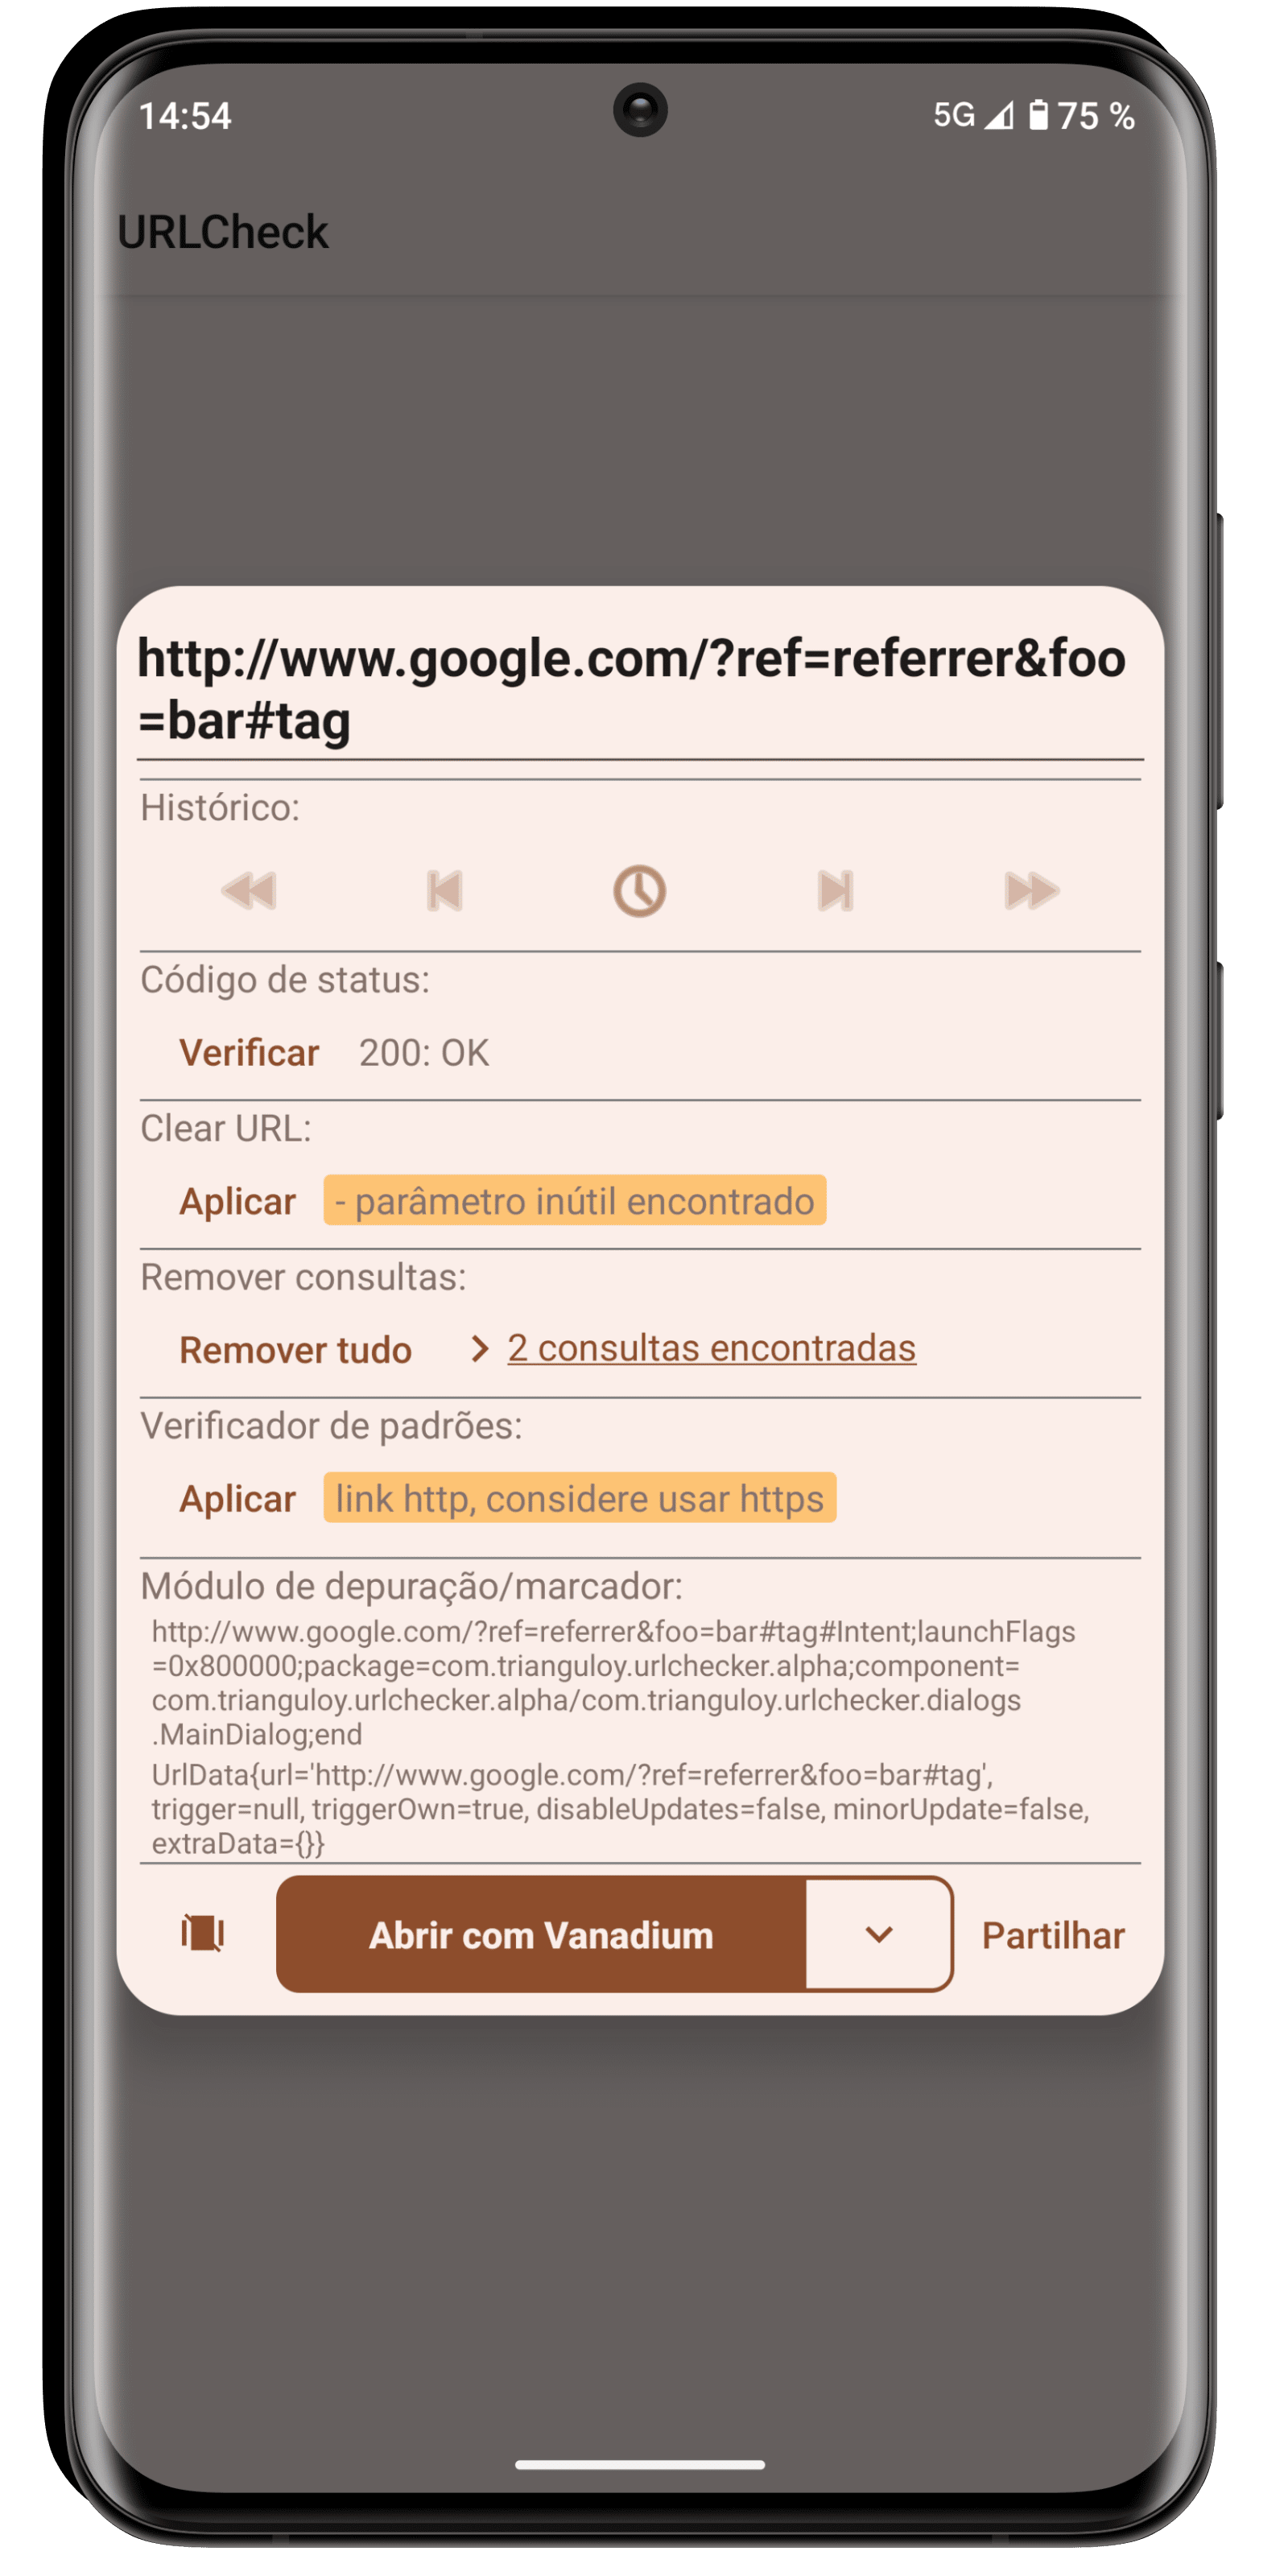 14:54
5G 75 %
URLCheck
http://www.google.com/?ref=referrer&foo
=bar#tag
Histórico:
Código de status:
Verificar 200: OK
Clear URL:
Aplicar - parâmetro inútil encontrado
Remover consultas:
Remover tudo 2 consultas encontradas
Verificador de padrões:
Aplicar link http, considere usar https
Módulo de depuração/marcador:
http://www.google.com/?ref=referrer&foo=bar#tag#Intent;launchFlags
=0x800000;package=com.trianguloy.urlchecker.alpha;component=
com.trianguloy.urlchecker.alpha/com.trianguloy.urlchecker.dialogs
.MainDialog;end
UrlData{url='http://www.google.com/?ref=referrer&foo=bar#tag',
trigger=null, triggerOwn=true, disableUpdates=false, minorUpdate=false,
extraData={}}
Abrir com Vanadium Partilhar